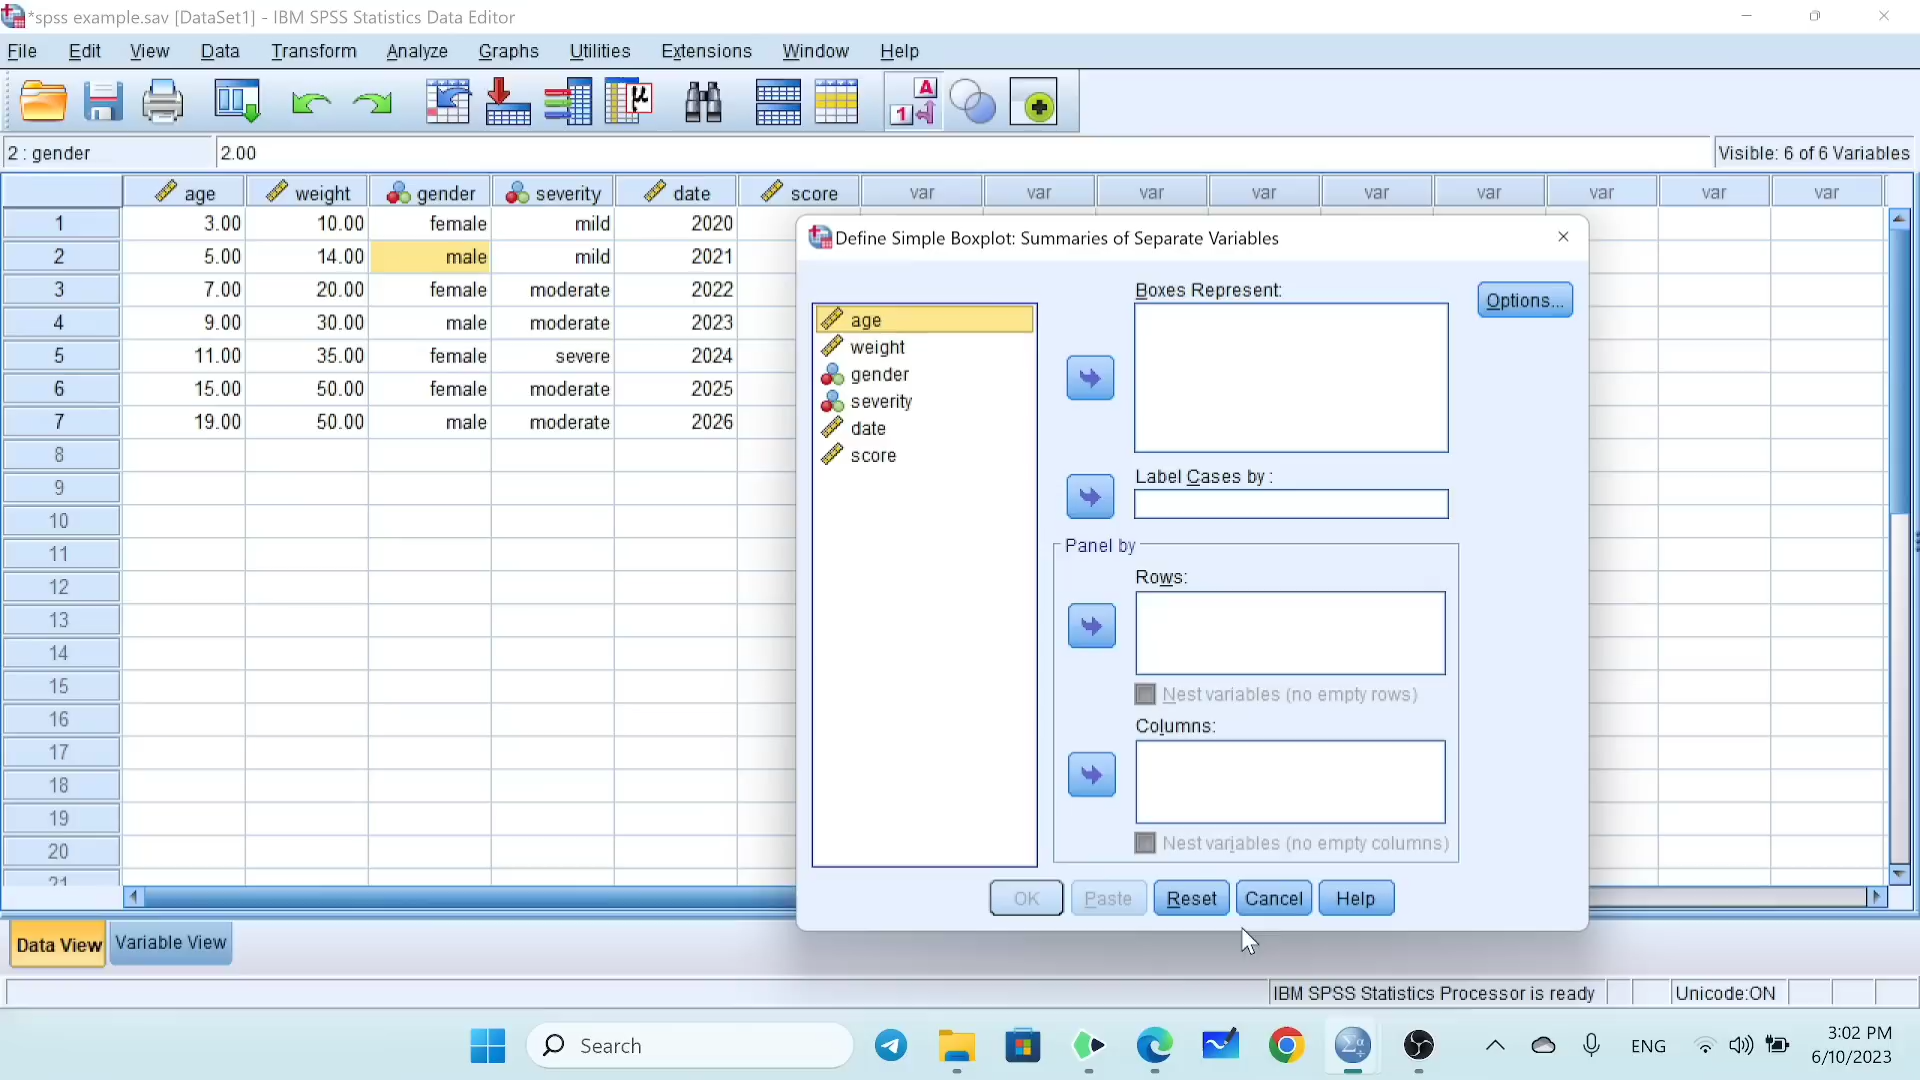 *spss example.sav [DataSet1] - IBM SPSS Statistics Data Editor
File Edit View Data Transform Analyze Graphs Utilities Extensions Window Help
2 : gender 2.00 Visible: 6 of 6 Variables
age weight gender severity date score var var var var var var var var var
1 3.00 10.00 female mild 2020
2 5.00 14.00 male mild 2021
3 7.00 20.00 female moderate 2022
4 9.00 30.00 male moderate 2023
5 11.00 35.00 female severe 2024
6 15.00 50.00 female moderate 2025
7 19.00 50.00 male moderate 2026
8
9
10
11
12
13
14
15
16
17
18
19
20
21
Define Simple Boxplot: Summaries of Separate Variables
Boxes Represent:
Options...
age
weight
gender
severity
date
score
Label Cases by :
Panel by
Rows:
Nest variables (no empty rows)
Columns:
Nest variables (no empty columns)
OK Paste Reset Cancel Help
Data View Variable View
IBM SPSS Statistics Processor is ready Unicode:ON
Search
ENG
3:02 PM
6/10/2023